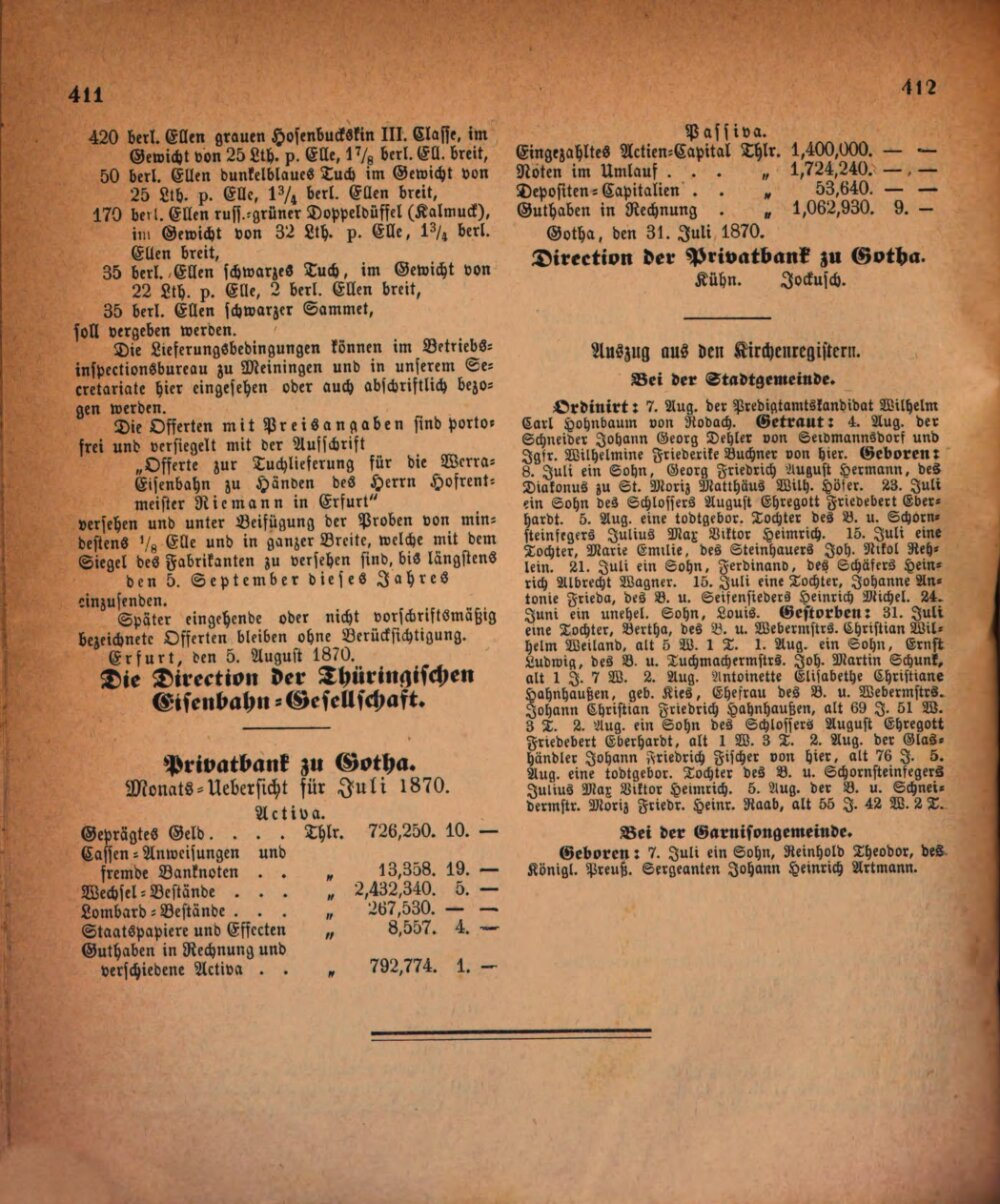 411
420 berl. Ellen grauen Hosenbuckskin III. Classe, im
Gewicht von 25 Lth. p. Elle, 1⁷/₈ berl. Ell. breit,
50 berl. Ellen dunkelblaues Tuch im Gewicht von
25 Lth. p. Elle, 1³/₄ berl. Ellen breit,
170 berl. Ellen russ.-grüner Doppeldüffel (Kalmuck),
im Gewicht von 32 Lth. p. Elle, 1³/₄ berl.
Ellen breit,
35 berl. Ellen schwarzes Tuch, im Gewicht von
22 Lth. p. Elle, 2 berl. Ellen breit,
35 berl. Ellen schwarzer Sammet,
soll vergeben werden.
Die Lieferungsbedingungen können im Betriebs-
inspectionsbureau zu Meiningen und in unserem Se-
cretariate hier eingesehen oder auch abschriftlich bezo-
gen werden.
Die Offerten mit Preisangaben sind porto-
frei und versiegelt mit der Aufschrift
„Offerte zur Tuchlieferung für die Werra-
Eisenbahn zu Händen des Herrn Hofrent-
meister Riemann in Erfurt"
versehen und unter Beifügung der Proben von min-
destens ¹/₈ Elle und in ganzer Breite, welche mit dem
Siegel des Fabrikanten zu versehen sind, bis längstens
den 5. September dieses Jahres
einzusenden.
Später eingehende oder nicht vorschriftsmäßig
bezeichnete Offerten bleiben ohne Berücksichtigung.
Erfurt, den 5. August 1870.
Die Direction der Thüringischen
Eisenbahn-Gesellschaft.
Privatbank zu Gotha.
Monats-Uebersicht für Juli 1870.
Activa.
Geprägtes Geld . . . . Thlr. 726,250. 10. —
Cassen-Anweisungen und
fremde Banknoten . . „ 13,358. 19. —
Wechsel-Bestände . . . „ 2,432,340. 5. —
Lombard-Bestände . . . „ 267,530. — —
Staatspapiere und Effecten „ 8,557. 4. —
Guthaben in Rechnung und
verschiedene Activa . . „ 792,774. 1. —
412
Passiva.
Eingezahltes Actien-Capital Thlr. 1,400,000. — —
Noten im Umlauf . . . „ 1,724,240. — —
Depositen-Capitalien . . „ 53,640. — —
Guthaben in Rechnung . „ 1,062,930. 9. —
Gotha, den 31. Juli 1870.
Direction der Privatbank zu Gotha.
Kühn. Jockusch.
Auszug aus den Kirchenregistern.
Bei der Stadtgemeinde.
Ordinirt: 7. Aug. der Predigtamtskandidat Wilhelm
Carl Hohnbaum von Rodach. Getraut: 4. Aug. der
Schneider Johann Georg Dehler von Seidmannsdorf und
Igfr. Wilhelmine Friederike Buchner von hier. Geboren:
8. Juli ein Sohn, Georg Friedrich August Hermann, des
Diakonus zu St. Moriz Matthäus Wilh. Höfer. 23. Juli
ein Sohn des Schlossers August Ehregott Friedebert Eber-
hardt. 5. Aug. eine todtgebor. Tochter des B. u. Schorn-
steinfegers Julius Max Viktor Heimrich. 15. Juli eine
Tochter, Marie Emilie, des Steinhauers Joh. Nikol Reh-
lein. 21. Juli ein Sohn, Ferdinand, des Schäfers Hein-
rich Albrecht Wagner. 15. Juli eine Tochter, Johanne An-
tonie Frieda, des B. u. Seifensieders Heinrich Michel. 24.
Juni ein unehel. Sohn, Louis. Gestorben: 31. Juli
eine Tochter, Bertha, des B. u. Webermstrs. Christian Wil-
helm Weiland, alt 5 W. 1 T. 1. Aug. ein Sohn, Ernst
Ludwig, des B. u. Tuchmachermstrs. Joh. Martin Schunk,
alt 1 J. 7 W. 2. Aug. Antoinette Elisabethe Christiane
Hahnhaußen, geb. Kies, Ehefrau des B. u. Webermstrs.
Johann Christian Friedrich Hahnhaußen, alt 69 J. 51 W.
3 T. 2. Aug. ein Sohn des Schlossers August Ehregott
Friedebert Eberhardt, alt 1 W. 3 T. 2. Aug. der Glas-
händler Johann Friedrich Fischer von hier, alt 76 J. 5.
Aug. eine todtgebor. Tochter des B. u. Schornsteinfegers
Julius Max Viktor Heimrich. 5. Aug. der B. u. Schnei-
dermstr. Moriz Friedr. Heinr. Raab, alt 55 J. 42 W. 2 T.
Bei der Garnisongemeinde.
Geboren: 7. Juli ein Sohn, Reinhold Theodor, des
Königl. Preuß. Sergeanten Johann Heinrich Artmann.